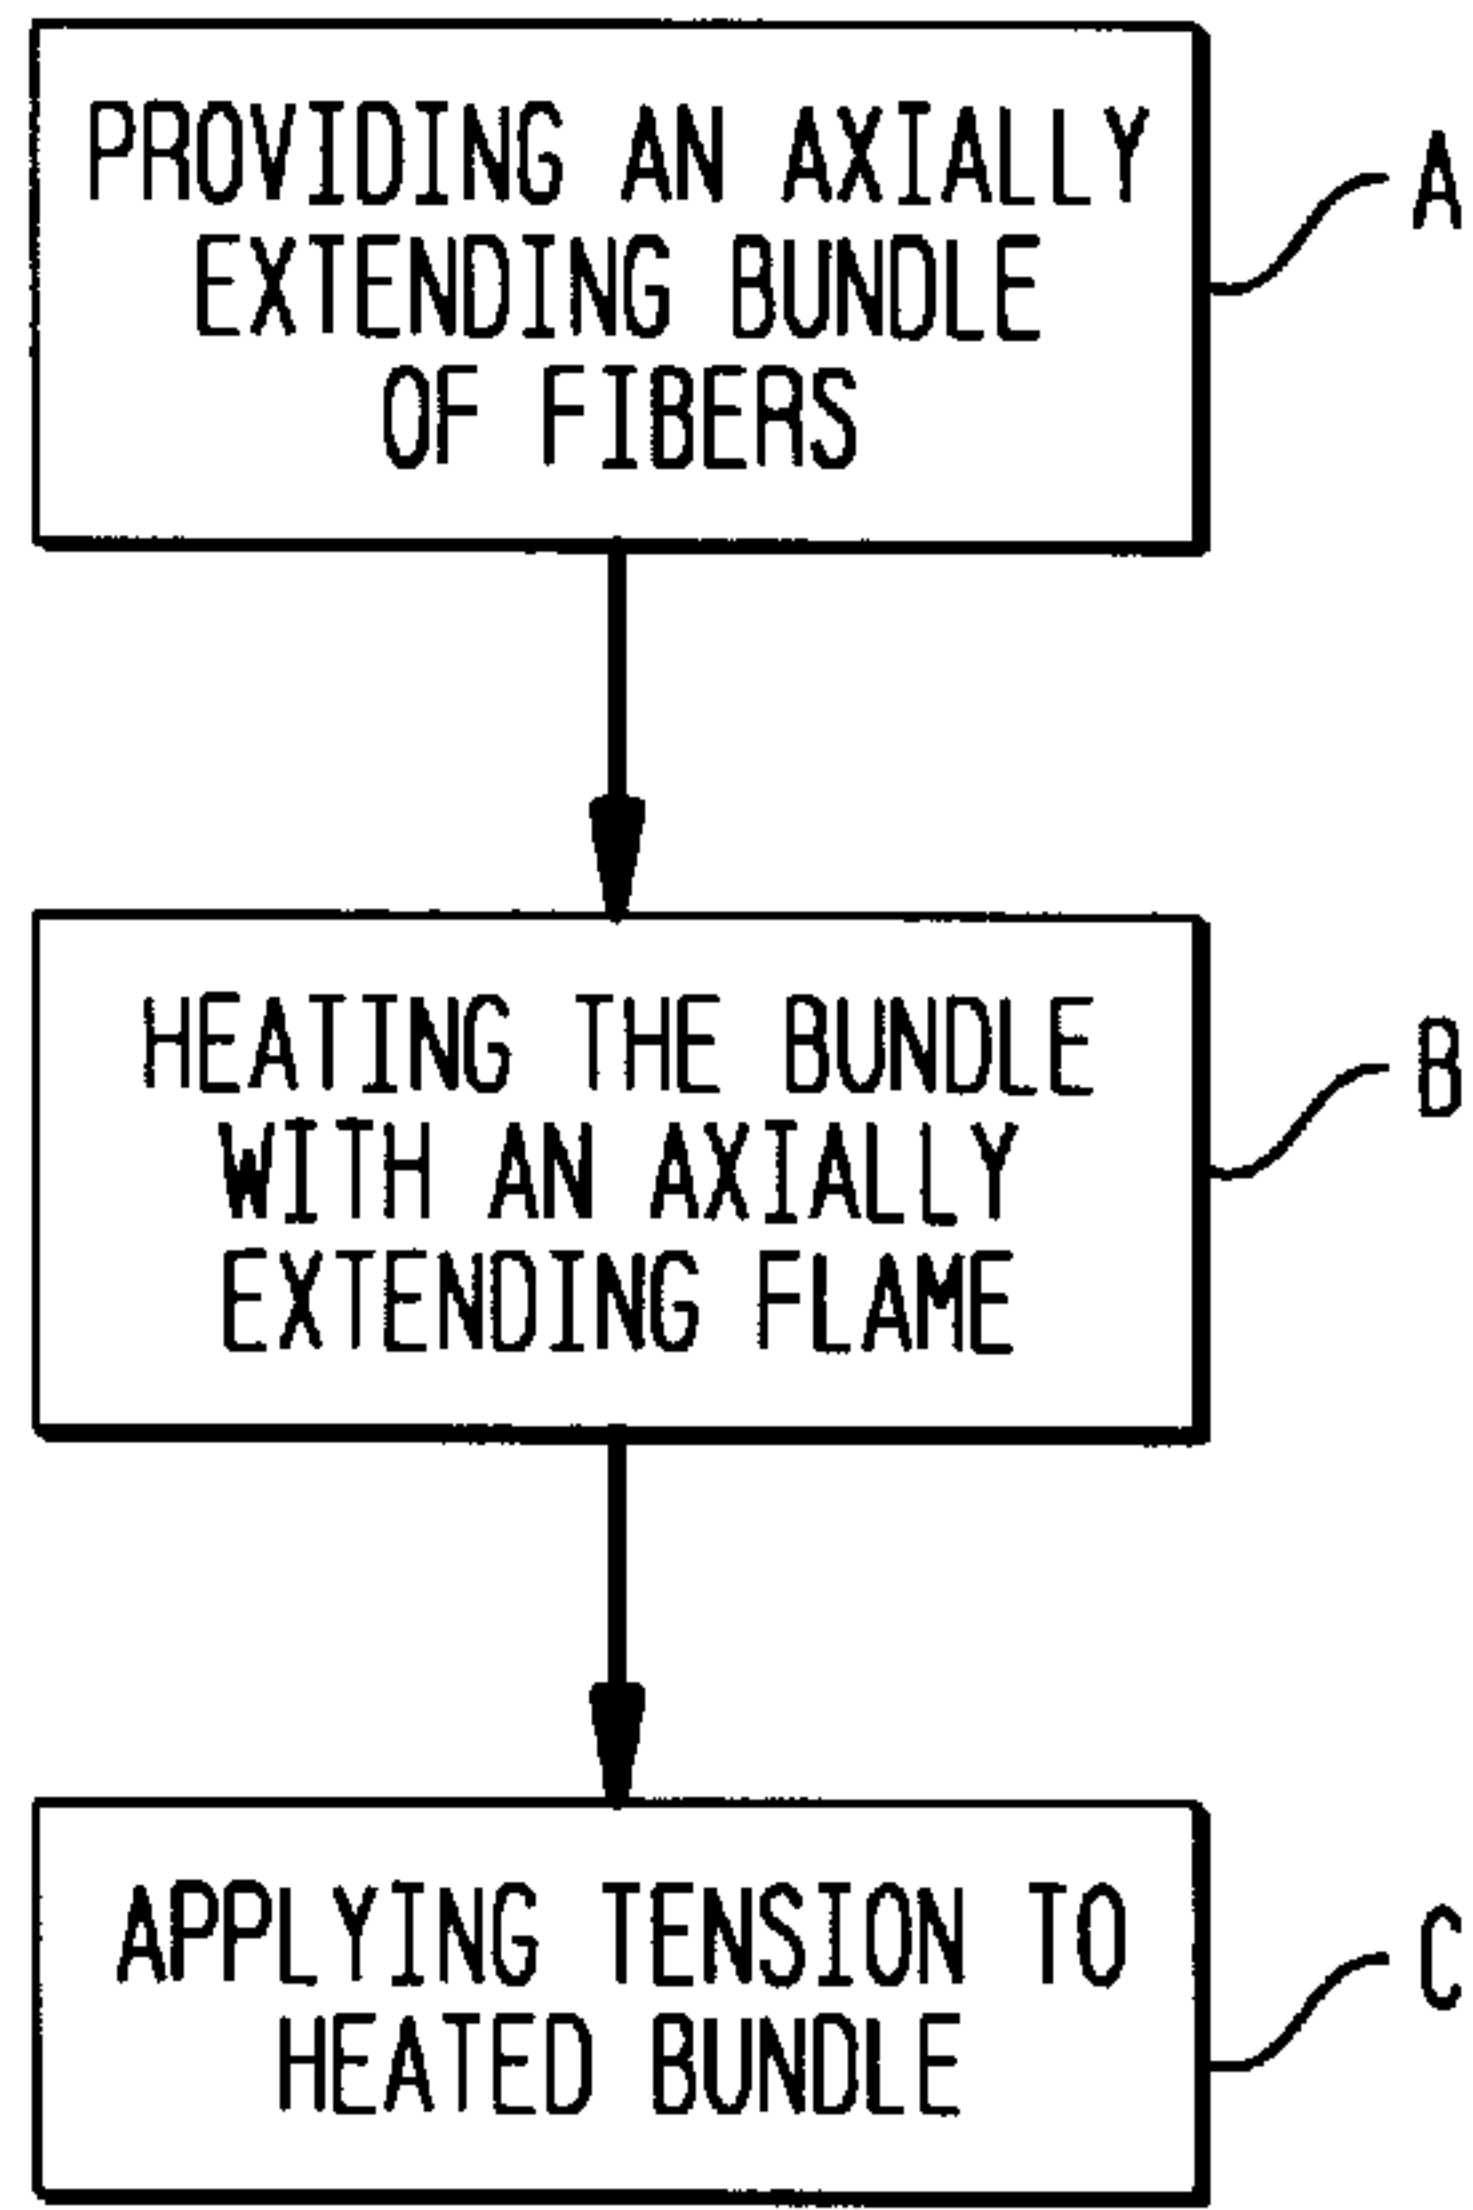 PROVIDING AN AXIALLY
EXTENDING BUNDLE
OF FIBERS
A
HEATING THE BUNDLE
WITH AN AXIALLY
EXTENDING FLAME
B
APPLYING TENSION TO
HEATED BUNDLE
C